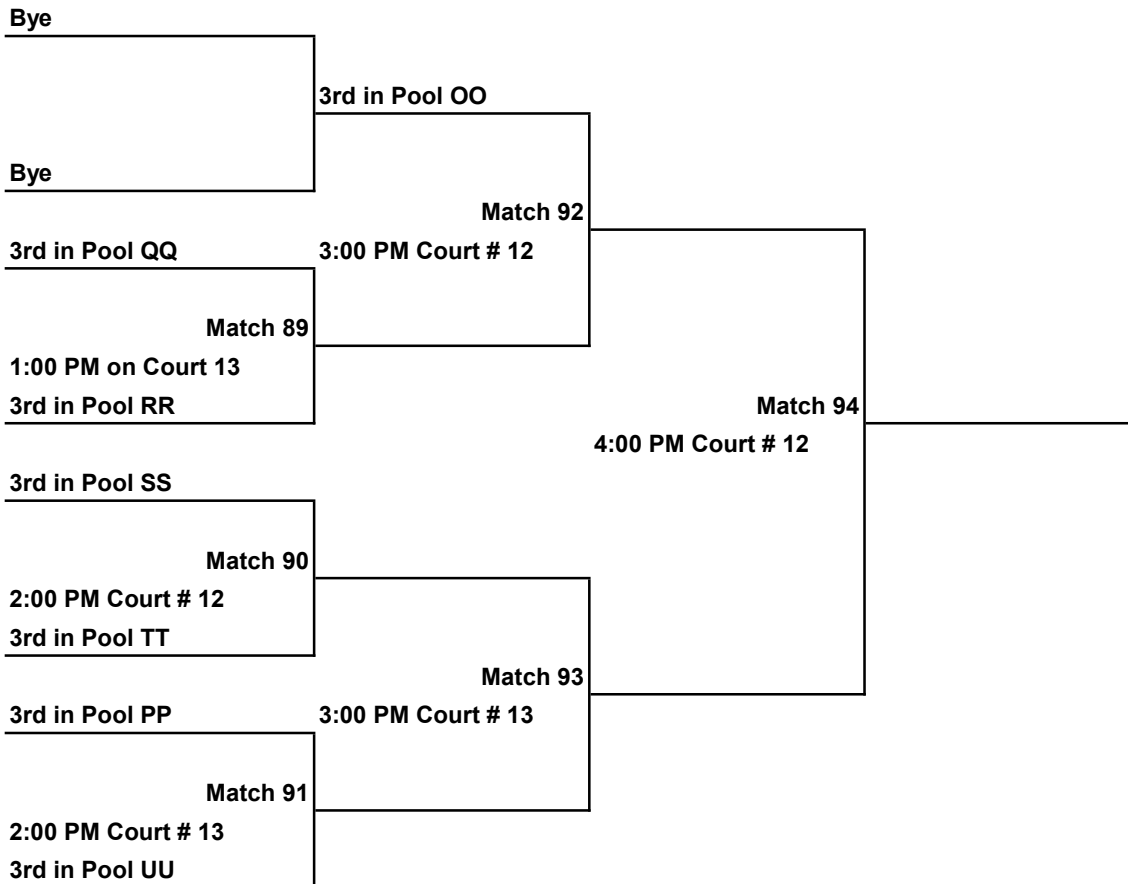 Bye
3rd in Pool OO
Bye
Match 92
3rd in Pool QQ
3:00 PM Court # 12
Match 89
1:00 PM on Court 13
3rd in Pool RR
Match 94
4:00 PM Court # 12
3rd in Pool SS
Match 90
2:00 PM Court # 12
3rd in Pool TT
Match 93
3rd in Pool PP
3:00 PM Court # 13
Match 91
2:00 PM Court # 13
3rd in Pool UU